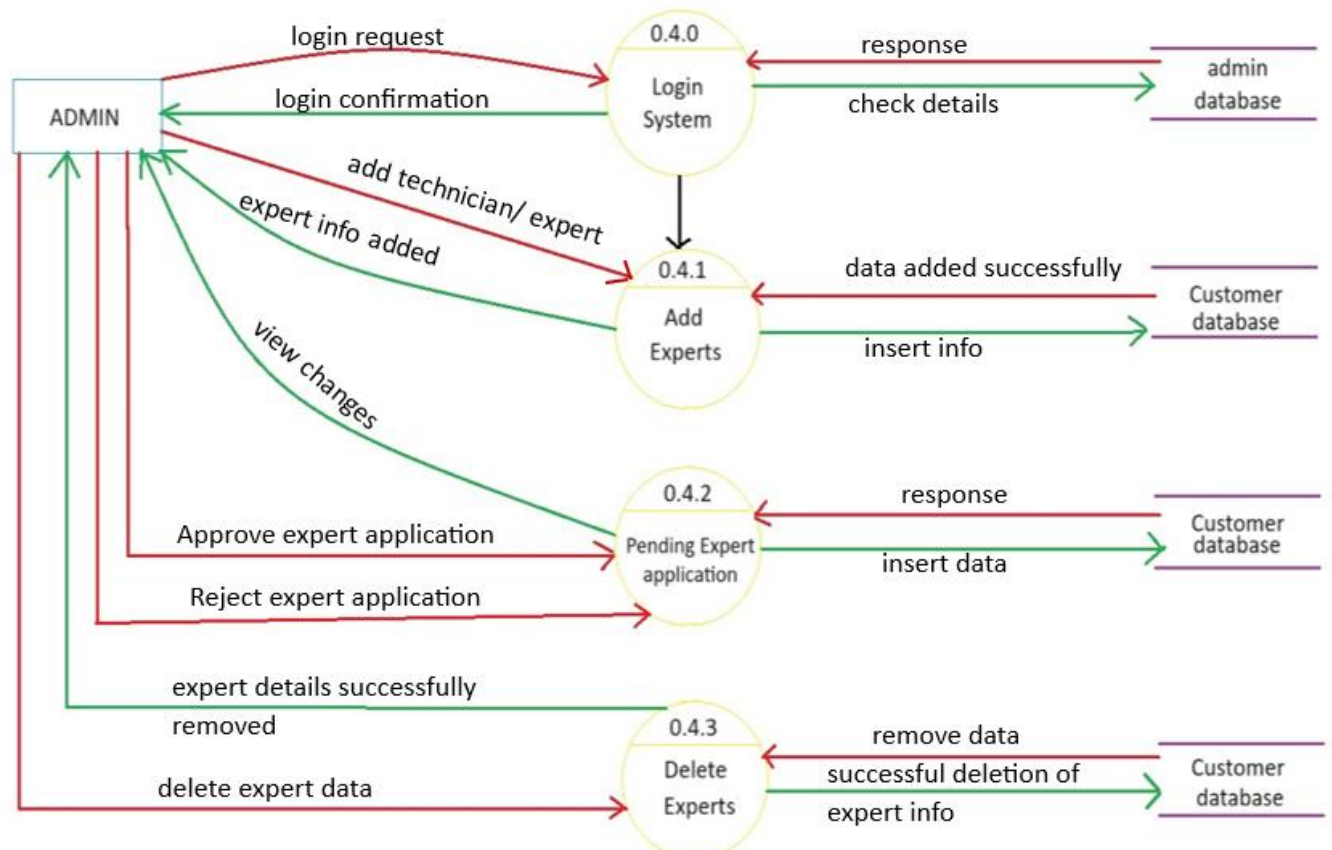 login request
0.4.0
Login
System
response
check details
admin
database
ADMIN
login confirmation
add technician/ expert
expert info added
0.4.1
Add
Experts
data added successfully
insert info
Customer
database
view changes
0.4.2
Pending Expert
application
response
insert data
Customer
database
Approve expert application
Reject expert application
expert details successfully
removed
0.4.3
Delete
Experts
remove data
successful deletion of
expert info
Customer
database
delete expert data